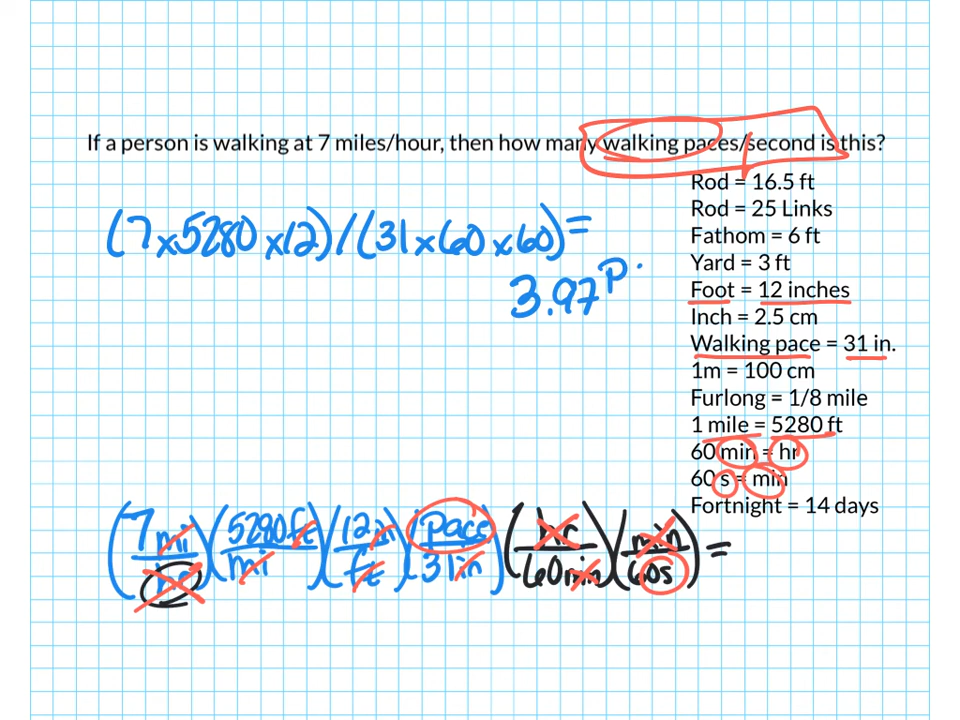 If a person is walking at 7 miles/hour, then how many walking paces/second is this?
Rod = 16.5 ft
Rod = 25 Links
(7x5280x12)/(31x60x60)=
Fathom = 6 ft
Yard = 3 ft
3.97 p.
Foot = 12 inches
Inch = 2.5 cm
Walking pace = 31 in.
1m = 100 cm
Furlong = 1/8 mile
1 mile = 5280 ft
60 min = hr
60 s = min
Fortnight = 14 days
(7mi)(5280ft)(12in)(1pace)(hr)(min)=
hr mi ft 31in 60min 60s